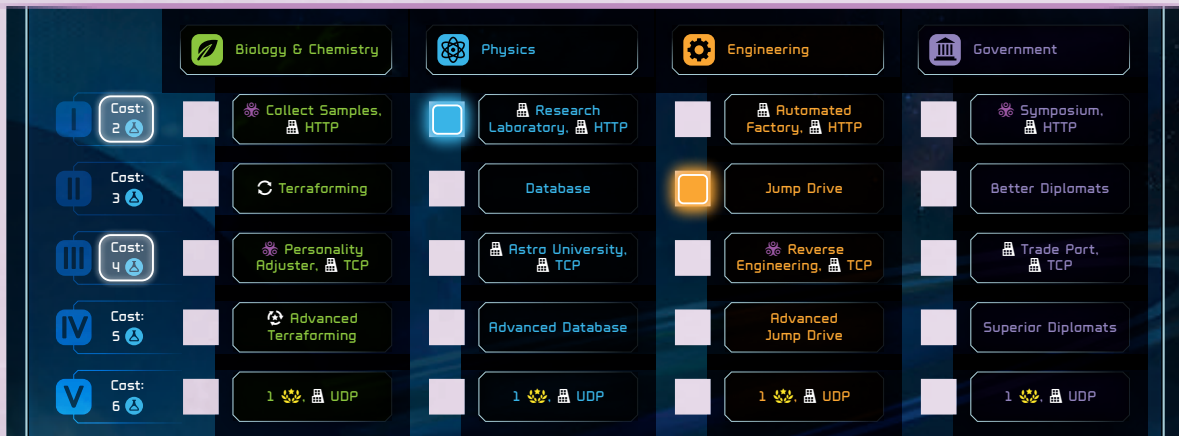 Biology & Chemistry
Physics
Engineering
Government
I
Cost:
2
Collect Samples,
HTTP
Research
Laboratory, HTTP
Automated
Factory, HTTP
Symposium,
HTTP
II
Cost:
3
Terraforming
Database
Jump Drive
Better Diplomats
III
Cost:
4
Personality
Adjuster, TCP
Astro University,
TCP
Reverse
Engineering, TCP
Trade Port,
TCP
IV
Cost:
5
Advanced
Terraforming
Advanced Database
Advanced
Jump Drive
Superior Diplomats
V
Cost:
6
1 , UDP
1 , UDP
1 , UDP
1 , UDP